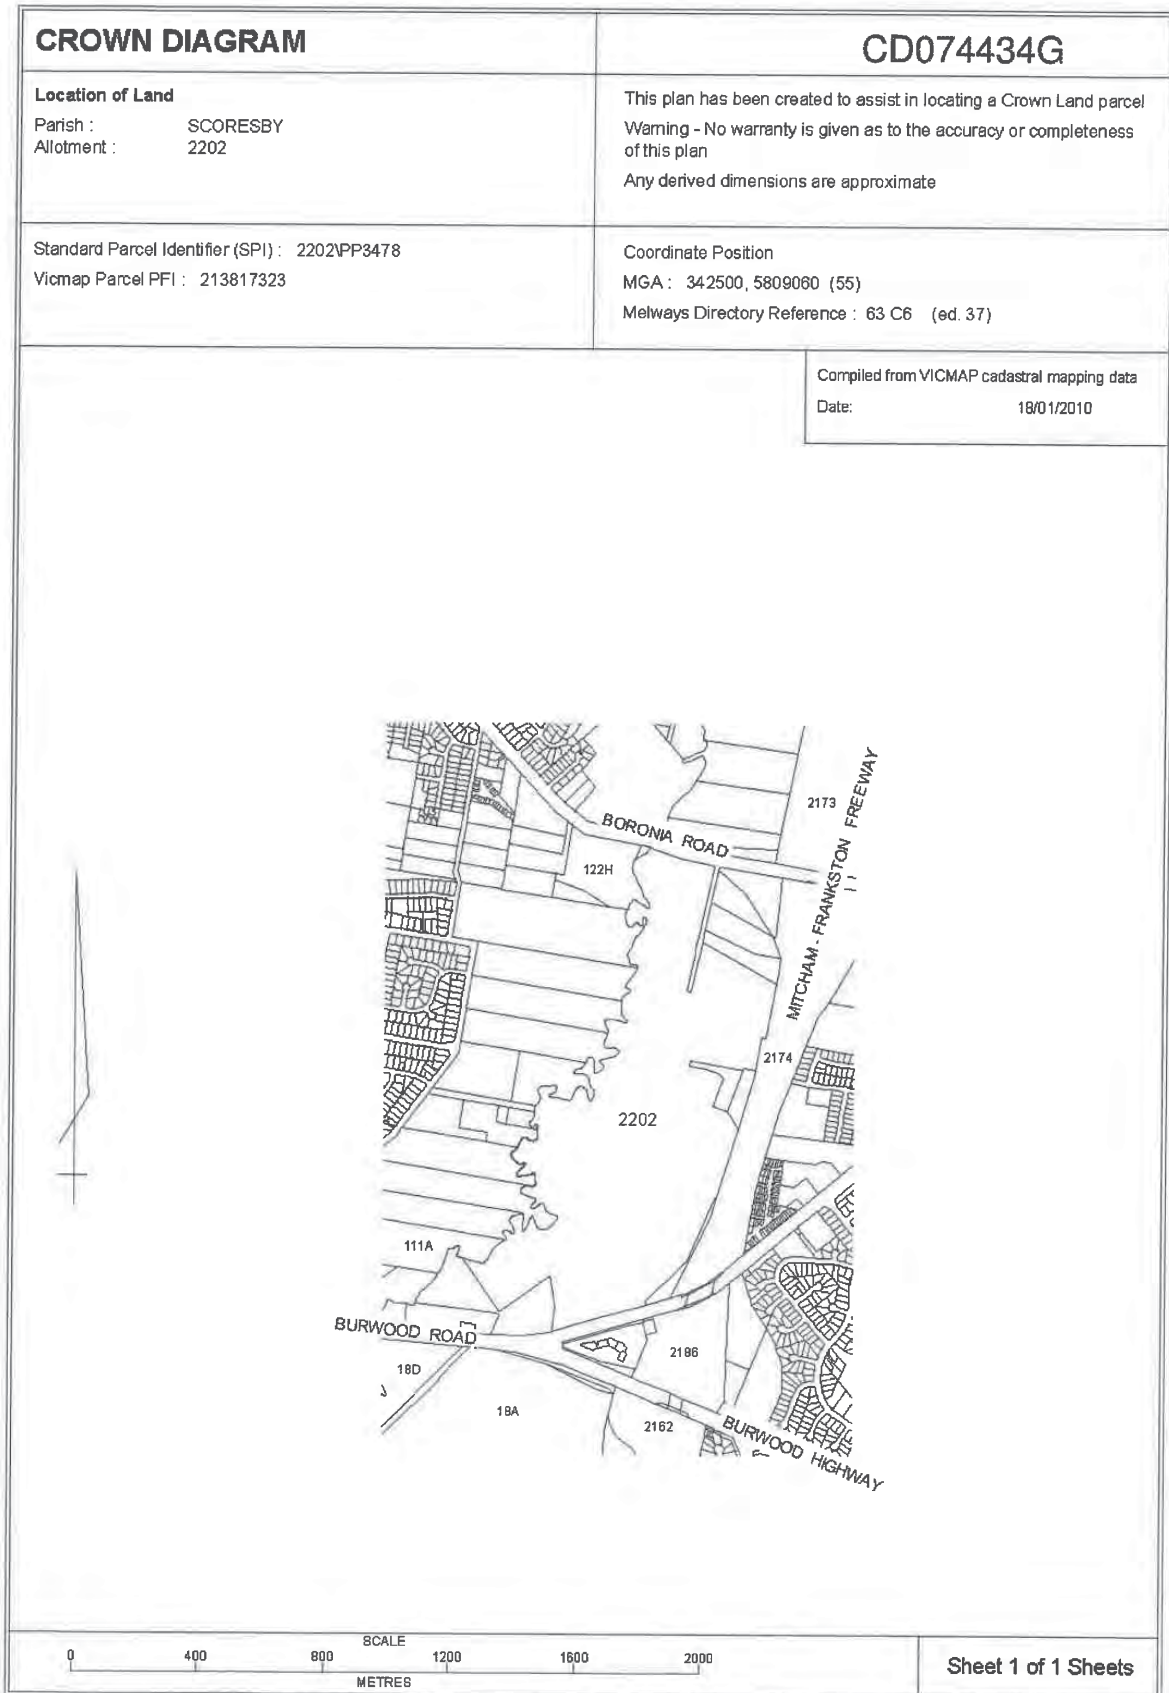 CROWN DIAGRAM
CD074434G
Location of Land
Parish : SCORESBY
Allotment : 2202
This plan has been created to assist in locating a Crown Land parcel
Warning - No warranty is given as to the accuracy or completeness
of this plan
Any derived dimensions are approximate
Standard Parcel Identifier (SPI) : 2202\PP3478
Vicmap Parcel PFI : 213817323
Coordinate Position
MGA : 342500, 5809060 (55)
Melways Directory Reference : 63 C6 (ed. 37)
Compiled from VICMAP cadastral mapping data
Date: 18/01/2010
2173
MITCHAM - FRANKSTON FREEWAY
BORONIA ROAD
122H
2174
2202
111A
BURWOOD ROAD
2186
18D
18A
2162
BURWOOD HIGHWAY
SCALE
0 400 800 1200 1600 2000
METRES
Sheet 1 of 1 Sheets